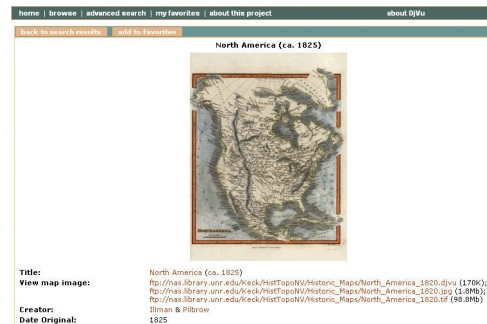 home | browse | advanced search | my favorites | about this project
about DjVu
back to search results
add to favorites
North America (ca. 1825)
NORTH AMERICA
Title: North America (ca. 1825)
View map image: ftp://nas.library.unr.edu/Keck/HistTopoNV/Historic_Maps/North_America_1820.djvu (170K);
ftp://nas.library.unr.edu/Keck/HistTopoNV/Historic_Maps/North_America_1820.jpg (1.8Mb);
ftp://nas.library.unr.edu/Keck/HistTopoNV/Historic_Maps/North_America_1820.tif (98.8Mb)
Creator: Illman & Pilbrow
Date Original: 1825